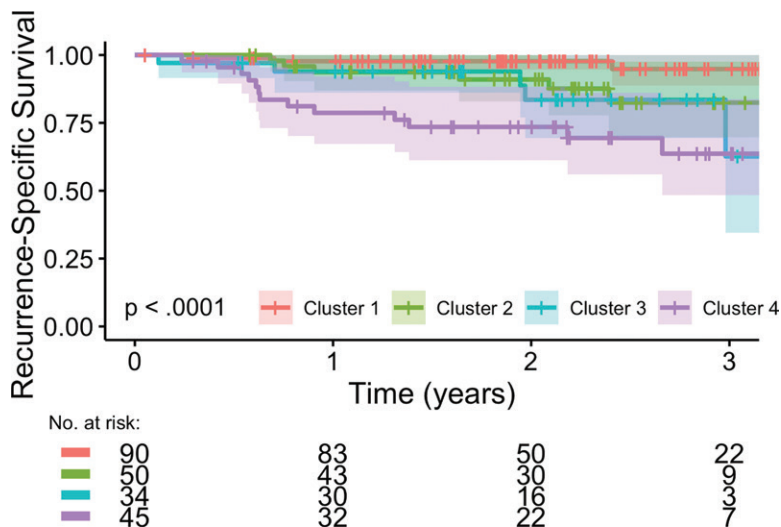 Recurrence-Specific Survival
1.00
0.75
0.50
0.25
0.00
p < .0001
Cluster 1
Cluster 2
Cluster 3
Cluster 4
0 1 2 3
Time (years)
No. at risk:
90 83 50 22
50 43 30 9
34 30 16 3
45 32 22 7